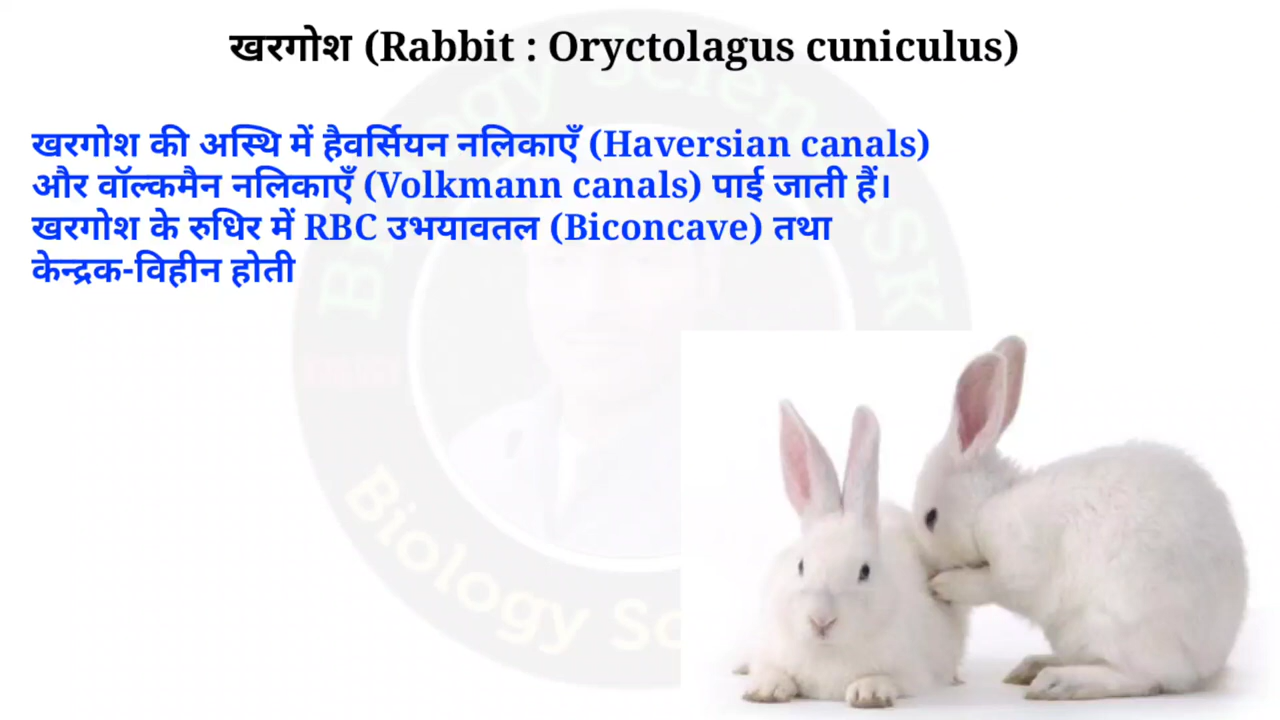 खरगोश (Rabbit : Oryctolagus cuniculus)
खरगोश की अस्थि में हैवर्सियन नलिकाएँ (Haversian canals)
और वॉल्कमैन नलिकाएँ (Volkmann canals) पाई जाती हैं।
खरगोश के रुधिर में RBC उभयावतल (Biconcave) तथा
केन्द्रक-विहीन होती
Biology